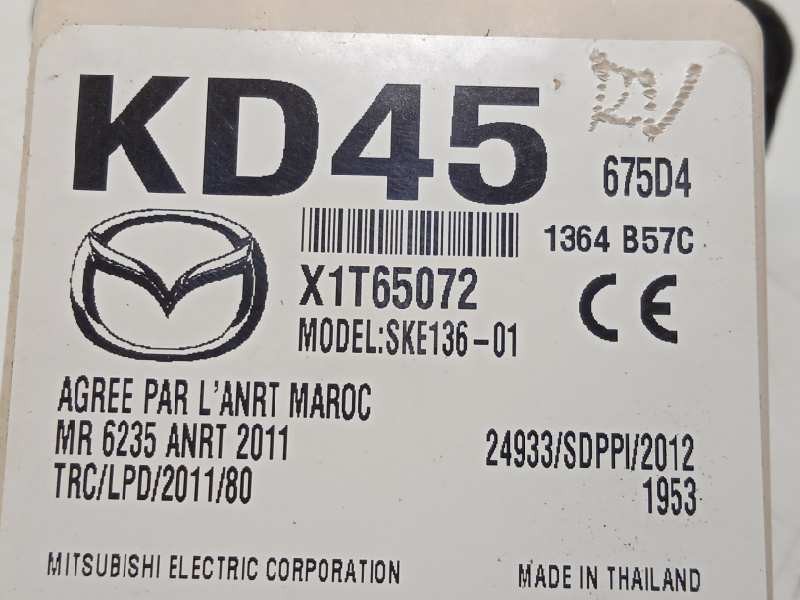 KD45
675D4
1364 B57C
X1T65072
CE
MODEL:SKE136-01
AGREE PAR L'ANRT MAROC
MR 6235 ANRT 2011
24933/SDPPI/2012
TRC/LPD/2011/80
1953
MITSUBISHI ELECTRIC CORPORATION
MADE IN THAILAND